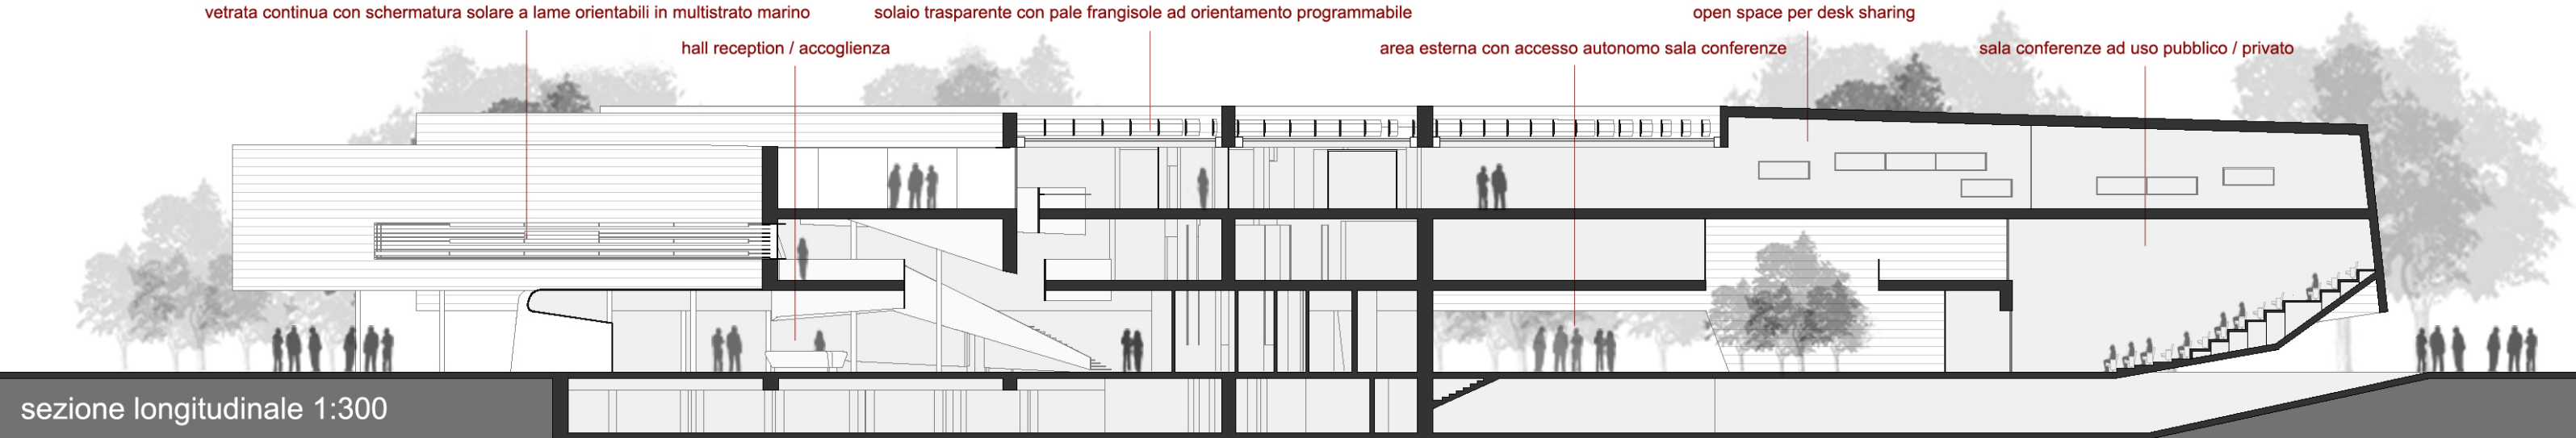 vetrata continua con schermatura solare a lame orientabili in multistrato marino
solaio trasparente con pale frangisole ad orientamento programmabile
open space per desk sharing
hall reception / accoglienza
area esterna con accesso autonomo sala conferenze
sala conferenze ad uso pubblico / privato
sezione longitudinale 1:300